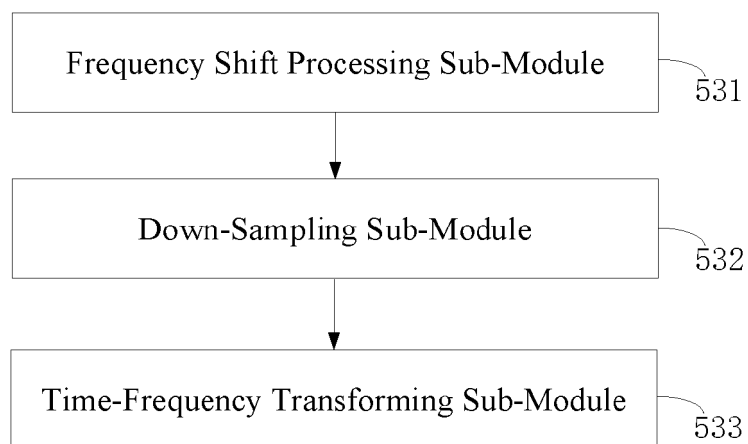 Frequency Shift Processing Sub-Module
531
Down-Sampling Sub-Module
532
Time-Frequency Transforming Sub-Module
533